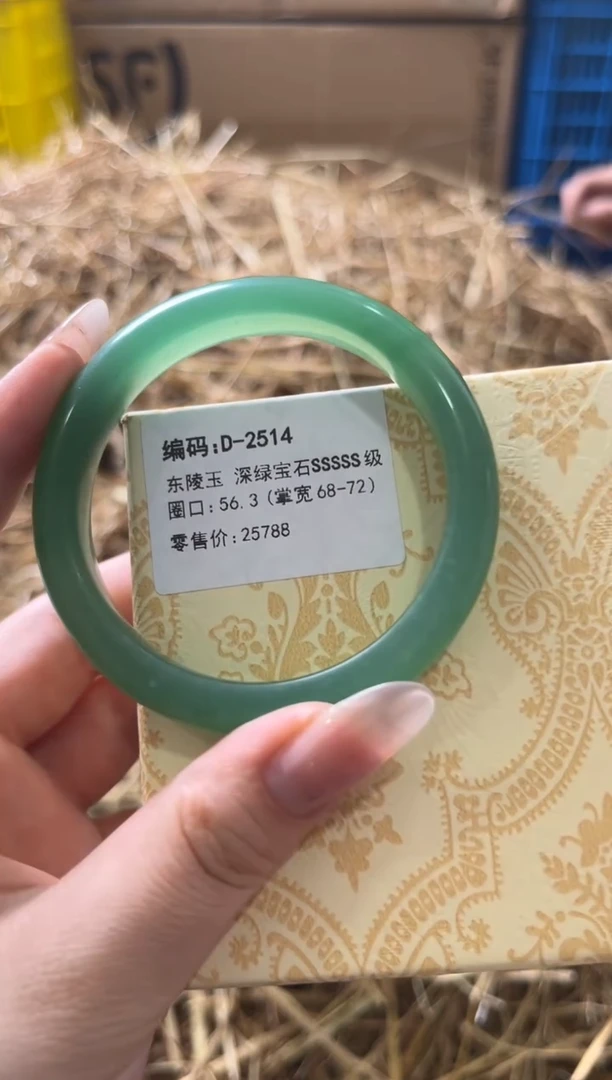 SF)
编码:D-2514
东陵玉 深绿宝石SSSSS级
圈口:56.3(掌宽68-72)
零售价:25788